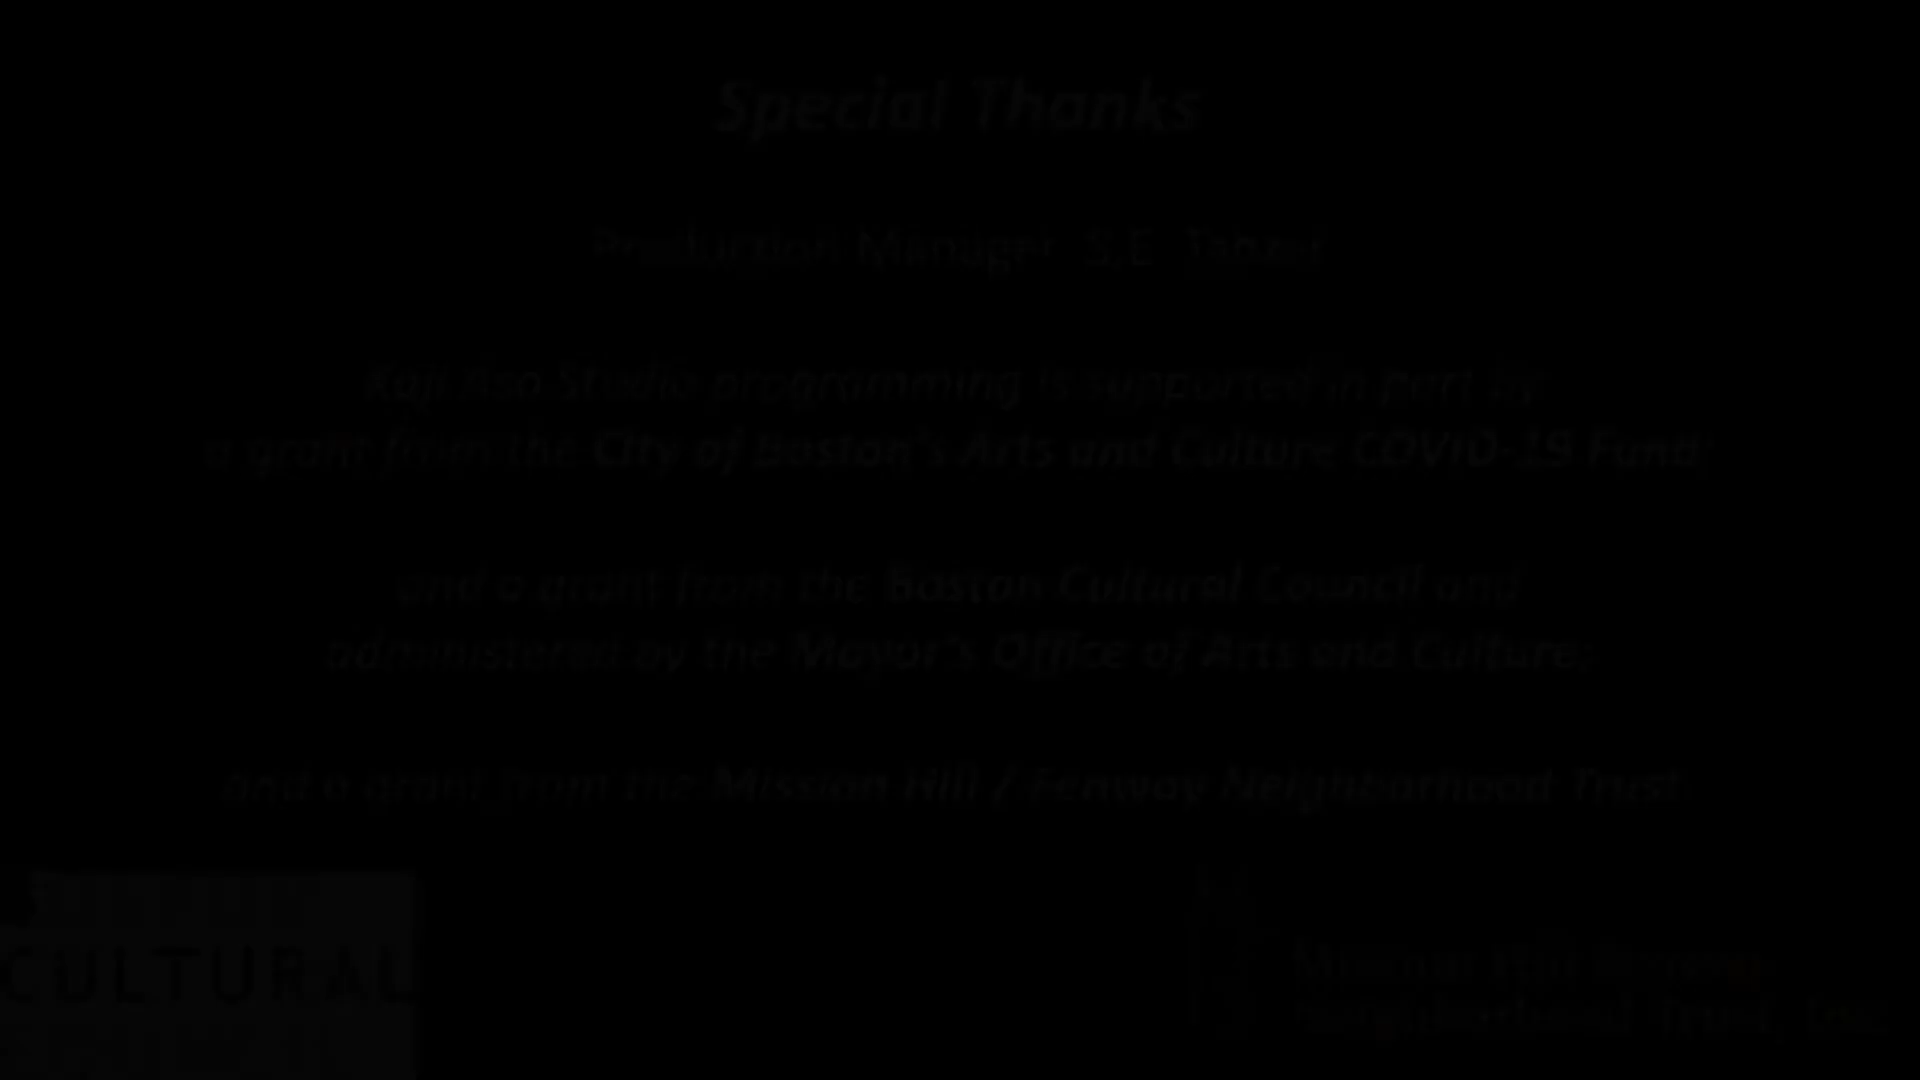 Special Thanks
Production Manager S.E.
Kaji Aso Studio programming is supported in part by
a grant from the City of Boston's Arts and Culture COVID-19 Fund
and a grant from the Boston Cultural Council and
administered by the Mayor's Office of Arts and Culture;
and a grant from the Mission Hill / Fenway Neighborhood Trust
CULTURAL
Mission Hill
Neighborhood Trust, Inc.